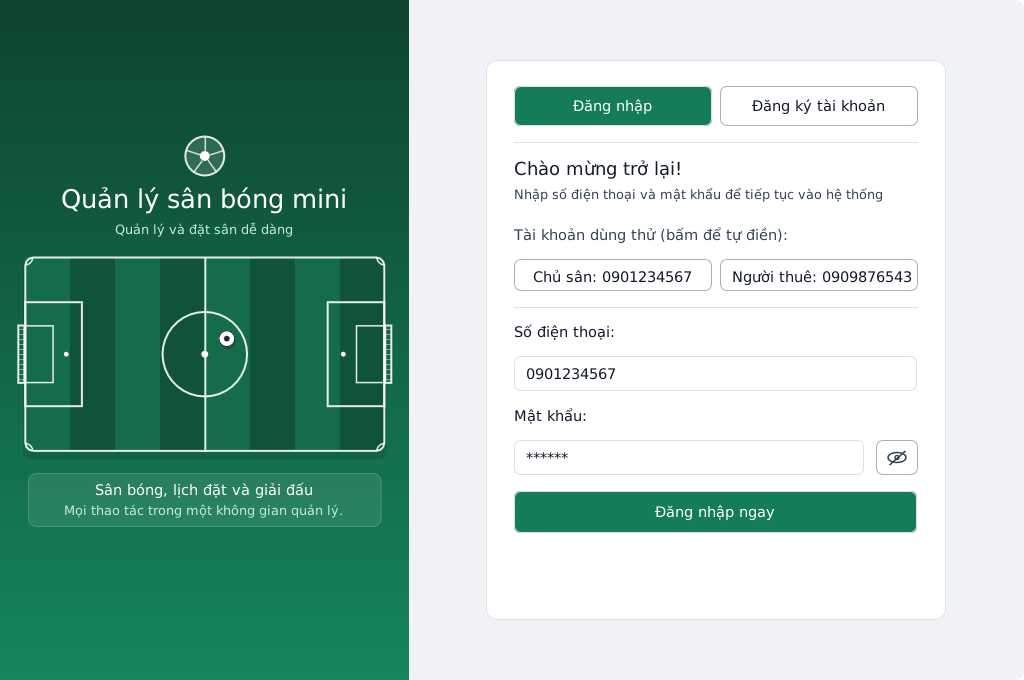 Quản lý sân bóng mini
Quản lý và đặt sân dễ dàng
Sân bóng, lịch đặt và giải đấu
Mọi thao tác trong một không gian quản lý.
Đăng nhập
Đăng ký tài khoản
Chào mừng trở lại!
Nhập số điện thoại và mật khẩu để tiếp tục vào hệ thống
Tài khoản dùng thử (bấm để tự điền):
Chủ sân: 0901234567
Người thuê: 0909876543
Số điện thoại:
0901234567
Mật khẩu:
******
Đăng nhập ngay